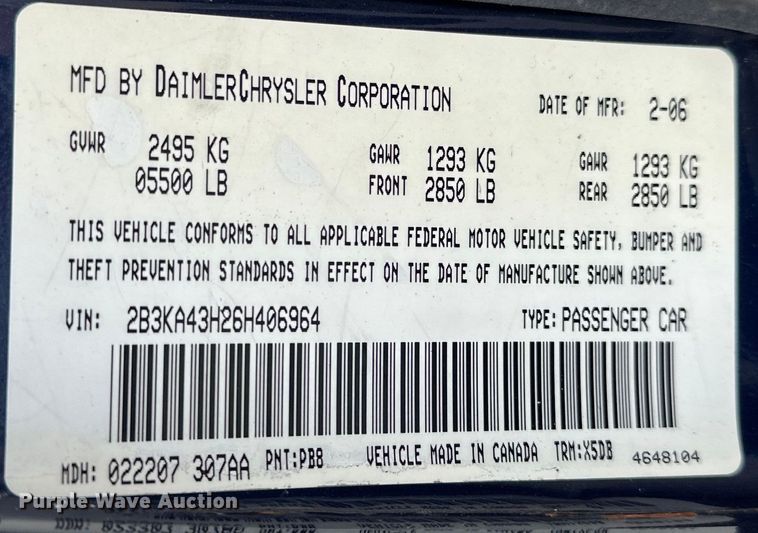 MFD BY DAIMLERCHRYSLER CORPORATION DATE OF MFR: 2-06
GVWR 2495 KG GAWR 1293 KG GAWR 1293 KG
05500 LB FRONT 2850 LB REAR 2850 LB
THIS VEHICLE CONFORMS TO ALL APPLICABLE FEDERAL MOTOR VEHICLE SAFETY, BUMPER AND
THEFT PREVENTION STANDARDS IN EFFECT ON THE DATE OF MANUFACTURE SHOWN ABOVE.
VIN: 2B3KA43H26H406964 TYPE: PASSENGER CAR
MDH: 022207 307AA PNT:PB8 VEHICLE MADE IN CANADA TRM:X5DB 4648104
Purple Wave Auction